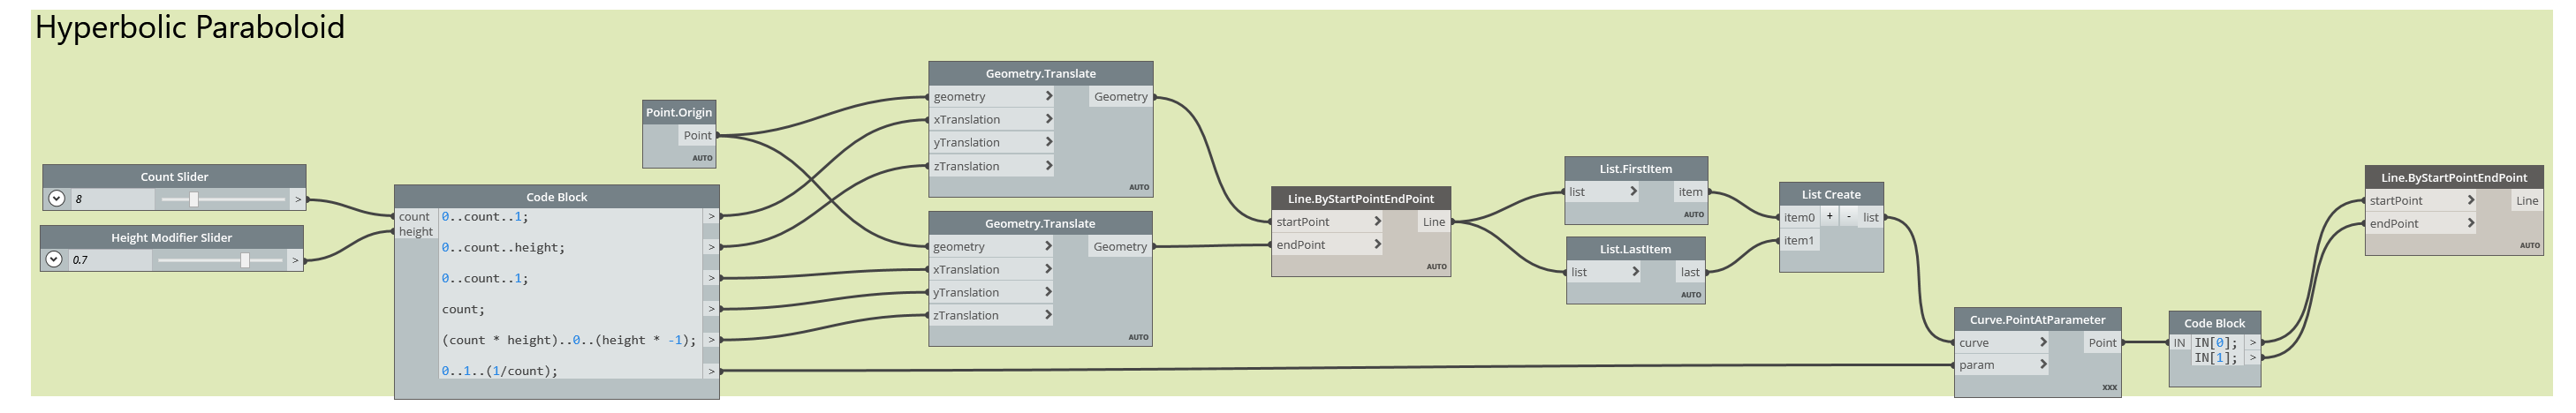 Hyperbolic Paraboloid
Count Slider
8
>
Height Modifier Slider
0.7
>
Code Block
count
height
0..count..1;
>
0..count..height;
>
0..count..1;
>
count;
>
(count * height)..0..(height * -1);
>
0..1..(1/count);
>
Point.Origin
Point
AUTO
Geometry.Translate
geometry > Geometry
xTranslation >
yTranslation >
zTranslation >
AUTO
Geometry.Translate
geometry > Geometry
xTranslation >
yTranslation >
zTranslation >
AUTO
Line.ByStartPointEndPoint
startPoint > Line
endPoint >
AUTO
List.FirstItem
list > item
AUTO
List.LastItem
list > last
AUTO
List Create
item0 + - list
item1
Curve.PointAtParameter
curve > Point
param >
XXX
Code Block
IN IN[0]; >
IN[1]; >
Line.ByStartPointEndPoint
startPoint > Line
endPoint >
AUTO